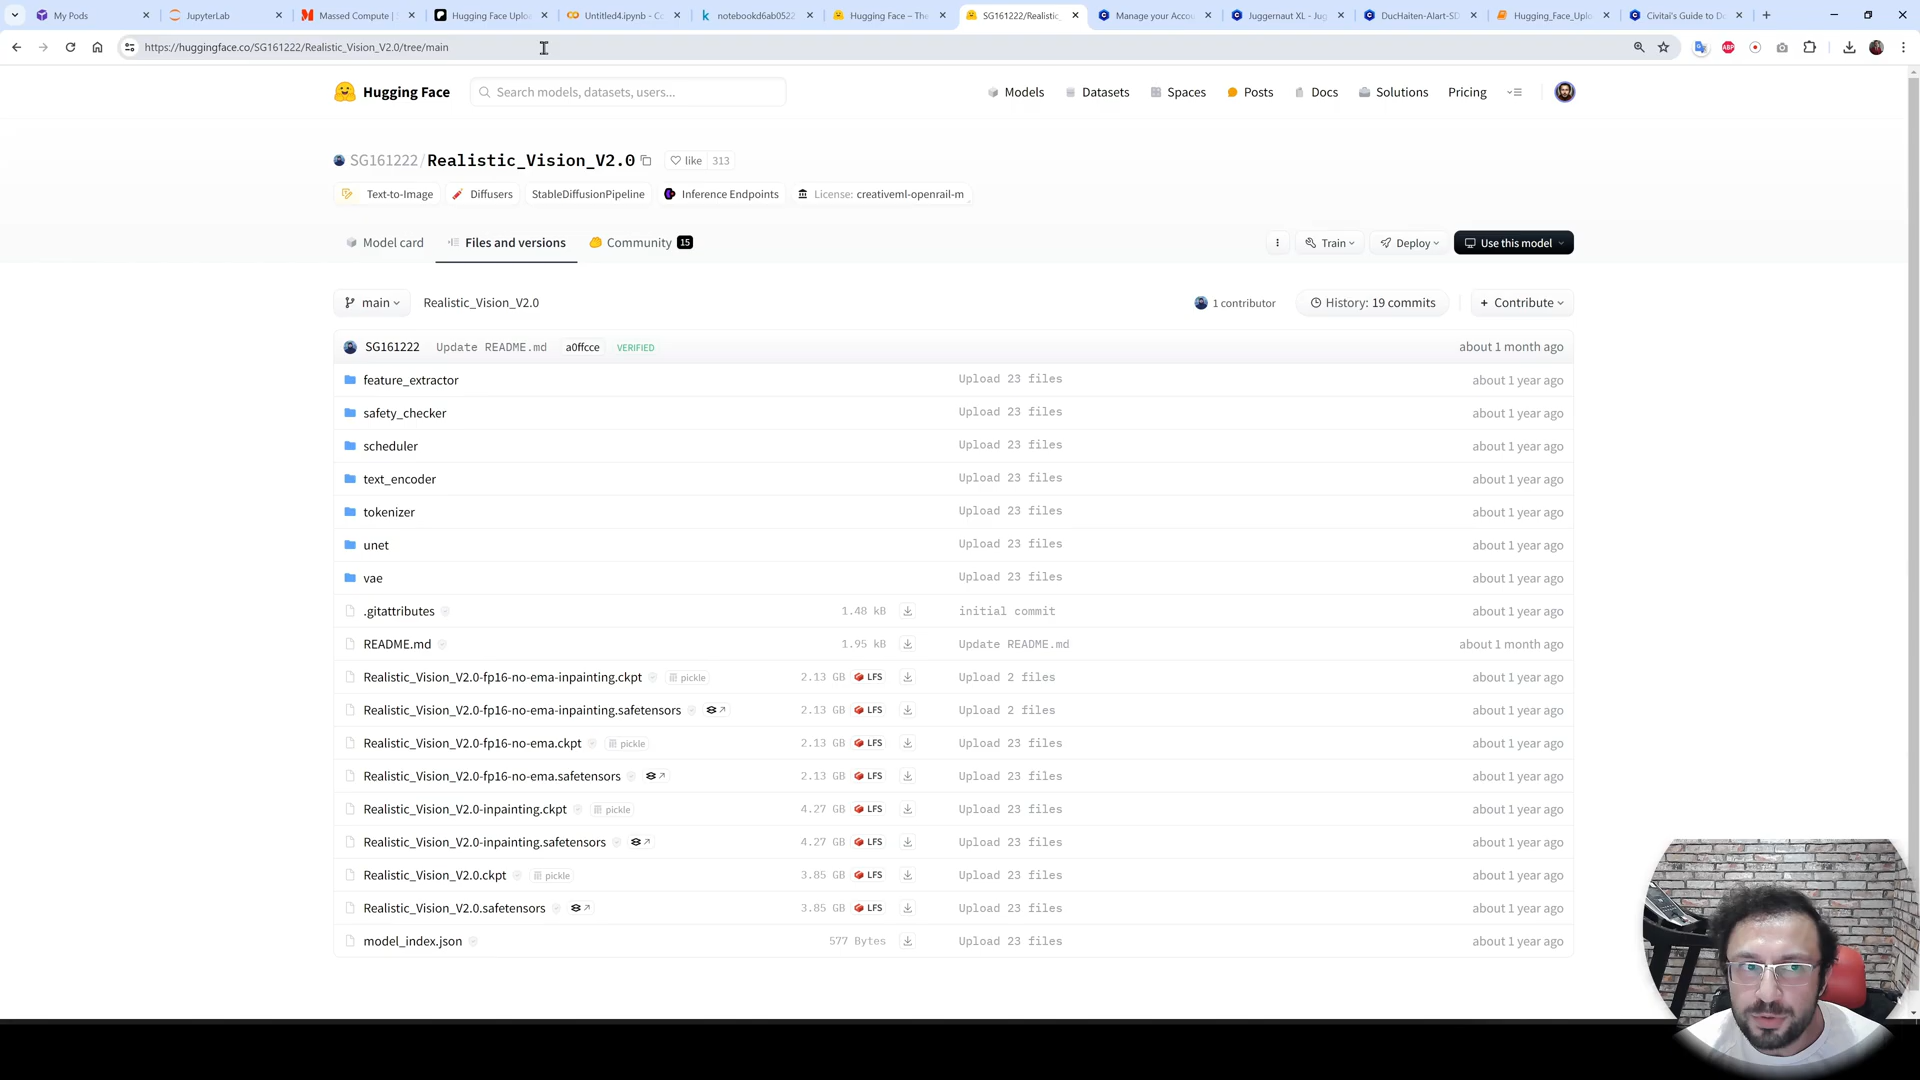 My Pods
JupyterLab
Massed Compute |
Hugging Face Uplo
Untitled4.ipynb - Co
notebookd6ab0522
Hugging Face – The
SG161222/Realistic_
Manage your Accou
Juggernaut XL - Jug
DucHaiten-AIart-SD
Hugging_Face_Uplo
Civitai's Guide to Do
https://huggingface.co/SG161222/Realistic_Vision_V2.0/tree/main
Hugging Face
Search models, datasets, users...
Models
Datasets
Spaces
Posts
Docs
Solutions
Pricing
SG161222/Realistic_Vision_V2.0
like 313
Text-to-Image
Diffusers
StableDiffusionPipeline
Inference Endpoints
License: creativeml-openrail-m
Model card
Files and versions
Community 15
Train
Deploy
Use this model
main
Realistic_Vision_V2.0
1 contributor
History: 19 commits
+ Contribute
SG161222 Update README.md a0ffcce VERIFIED about 1 month ago
feature_extractor Upload 23 files about 1 year ago
safety_checker Upload 23 files about 1 year ago
scheduler Upload 23 files about 1 year ago
text_encoder Upload 23 files about 1 year ago
tokenizer Upload 23 files about 1 year ago
unet Upload 23 files about 1 year ago
vae Upload 23 files about 1 year ago
.gitattributes 1.48 kB initial commit about 1 year ago
README.md 1.95 kB Update README.md about 1 month ago
Realistic_Vision_V2.0-fp16-no-ema-inpainting.ckpt pickle 2.13 GB LFS Upload 2 files about 1 year ago
Realistic_Vision_V2.0-fp16-no-ema-inpainting.safetensors 2.13 GB LFS Upload 2 files about 1 year ago
Realistic_Vision_V2.0-fp16-no-ema.ckpt pickle 2.13 GB LFS Upload 23 files about 1 year ago
Realistic_Vision_V2.0-fp16-no-ema.safetensors 2.13 GB LFS Upload 23 files about 1 year ago
Realistic_Vision_V2.0-inpainting.ckpt pickle 4.27 GB LFS Upload 23 files about 1 year ago
Realistic_Vision_V2.0-inpainting.safetensors 4.27 GB LFS Upload 23 files about 1 year ago
Realistic_Vision_V2.0.ckpt pickle 3.85 GB LFS Upload 23 files about 1 year ago
Realistic_Vision_V2.0.safetensors 3.85 GB LFS Upload 23 files about 1 year ago
model_index.json 577 Bytes Upload 23 files about 1 year ago